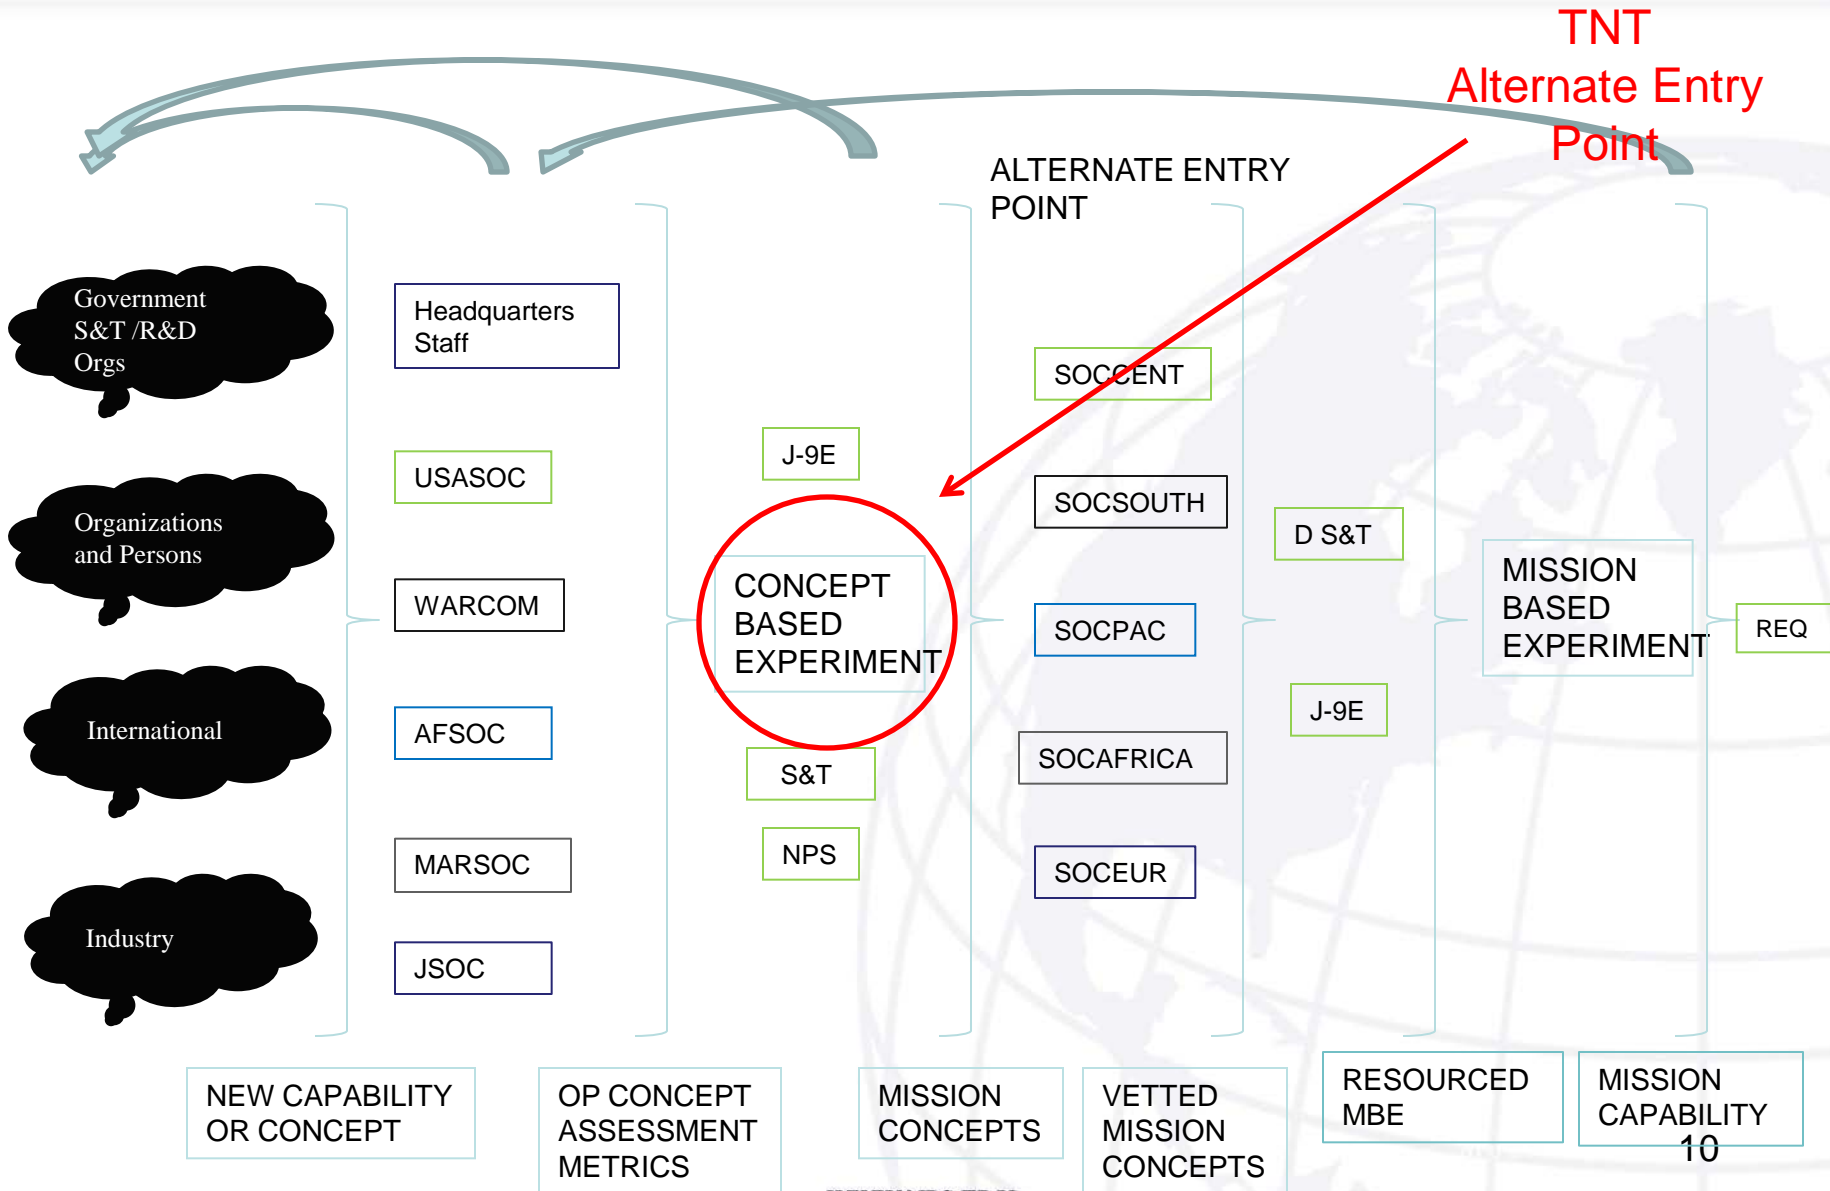 TNT
Alternate Entry
Point
ALTERNATE ENTRY
POINT
Government
S&T /R&D
Orgs
Organizations
and Persons
International
Industry
Headquarters
Staff
USASOC
WARCOM
AFSOC
MARSOC
JSOC
J-9E
CONCEPT
BASED
EXPERIMENT
S&T
NPS
SOCCENT
SOCSOUTH
SOCPAC
SOCAFRICA
SOCEUR
D S&T
J-9E
MISSION
BASED
EXPERIMENT
REQ
NEW CAPABILITY
OR CONCEPT
OP CONCEPT
ASSESSMENT
METRICS
MISSION
CONCEPTS
VETTED
MISSION
CONCEPTS
RESOURCED
MBE
MISSION
CAPABILITY
10